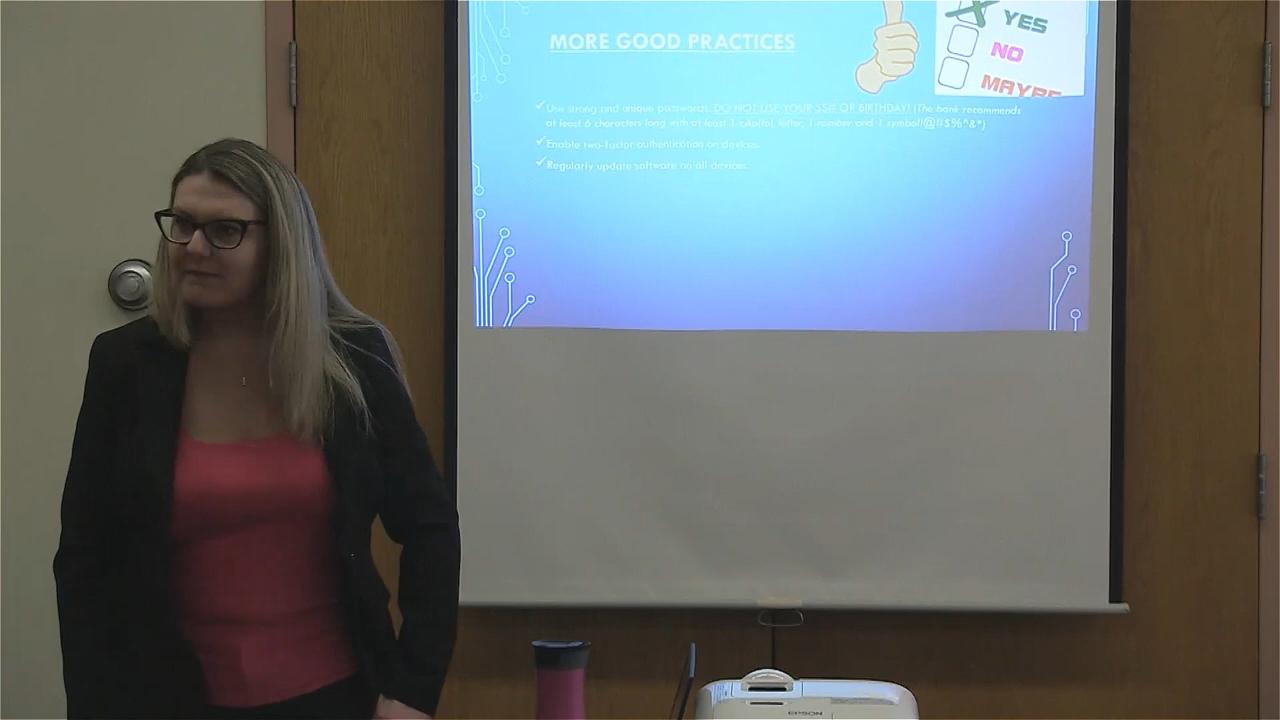 MORE GOOD PRACTICES
YES
NO
MAYBE
Use strong and unique passwords. DO NOT USE YOUR SS# OR BIRTHDAY! (The bank recommends
at least 6 characters long with at least 1 capital letter, 1 number and 1 symbol!@#$%^&*)
Enable two-factor authentication on devices.
Regularly update software on all devices.
EPSON